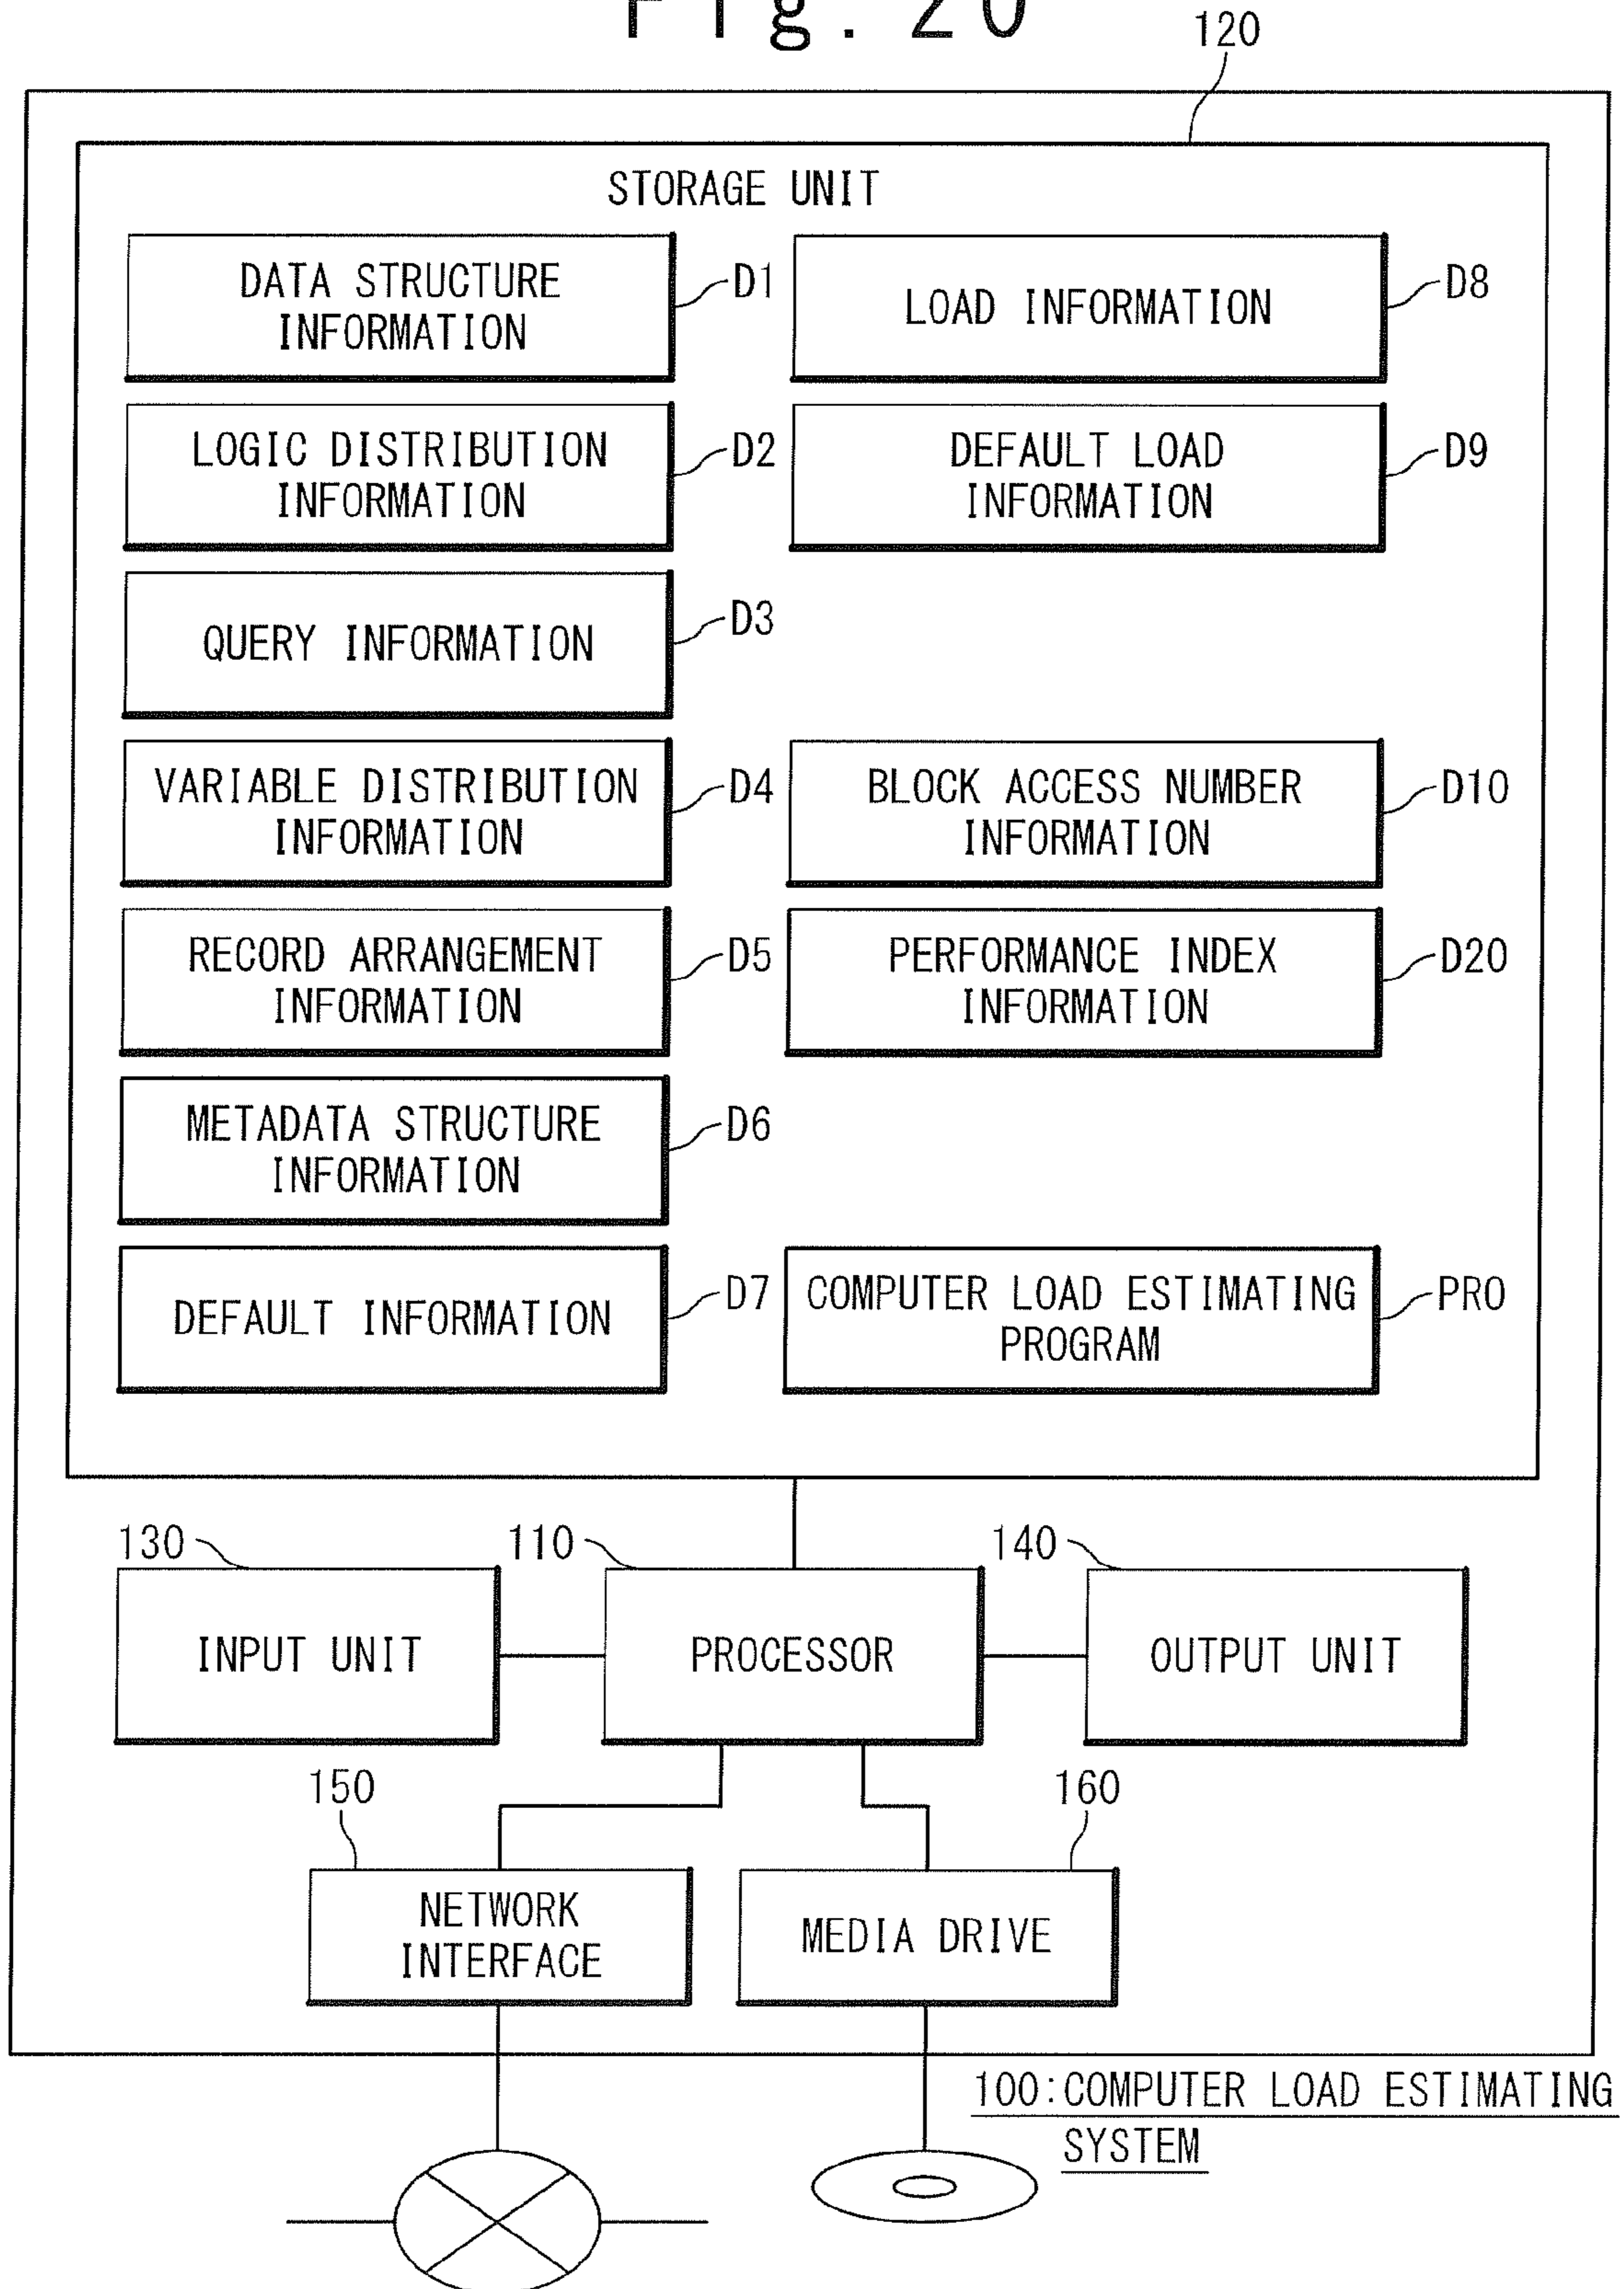 Fig. 20
120
STORAGE UNIT
DATA STRUCTURE
INFORMATION
D1
LOAD INFORMATION
D8
LOGIC DISTRIBUTION
INFORMATION
D2
DEFAULT LOAD
INFORMATION
D9
QUERY INFORMATION
D3
VARIABLE DISTRIBUTION
INFORMATION
D4
BLOCK ACCESS NUMBER
INFORMATION
D10
RECORD ARRANGEMENT
INFORMATION
D5
PERFORMANCE INDEX
INFORMATION
D20
METADATA STRUCTURE
INFORMATION
D6
DEFAULT INFORMATION
D7
COMPUTER LOAD ESTIMATING
PROGRAM
PRO
130
110
140
INPUT UNIT
PROCESSOR
OUTPUT UNIT
150
160
NETWORK
INTERFACE
MEDIA DRIVE
100:COMPUTER LOAD ESTIMATING
SYSTEM